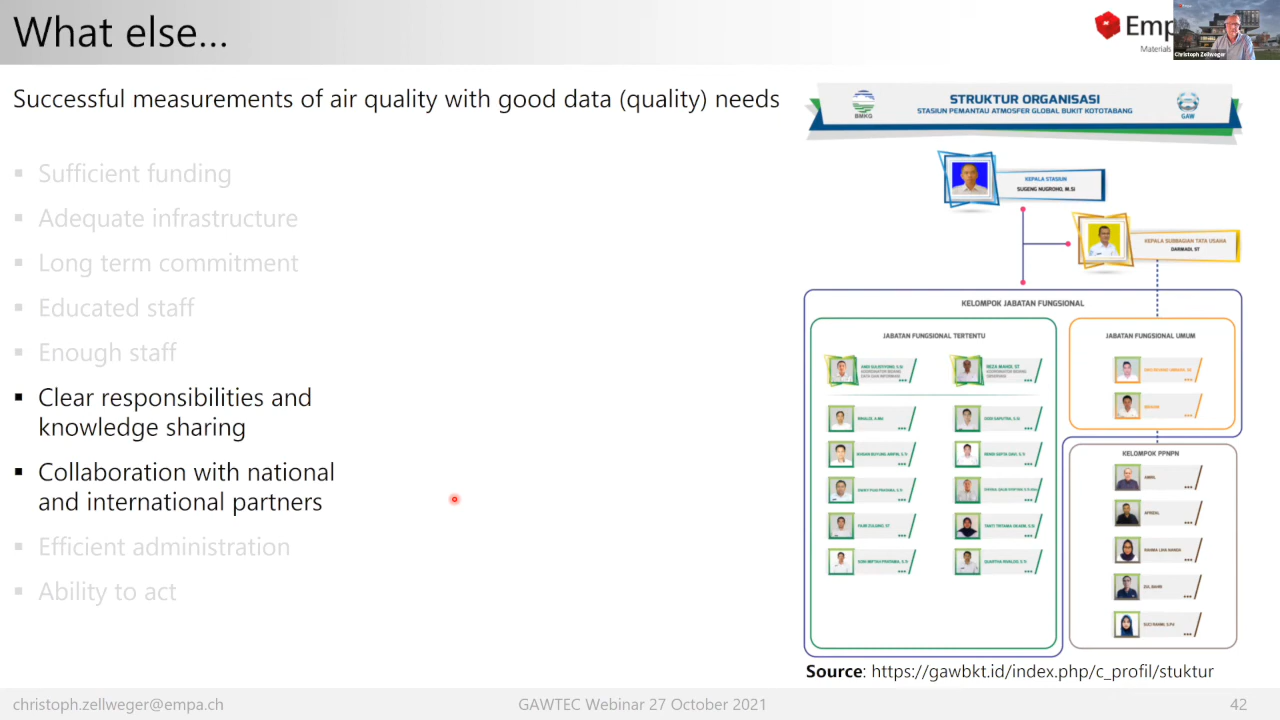 What else...
Empa
Materials
Christoph Zellweger
Successful measurements of air quality with good data (quality) needs
▪ Sufficient funding
▪ Adequate infrastructure
▪ Long term commitment
▪ Educated staff
▪ Enough staff
▪ Clear responsibilities and
knowledge sharing
▪ Collaboration with national
and international partners
▪ Efficient administration
▪ Ability to act
STRUKTUR ORGANISASI
STASIUN PEMANTAU ATMOSFER GLOBAL BUKIT KOTOTABANG
BMKG
GAW
KEPALA STASIUN
SUGENG NUGROHO, M.SI
KEPALA SUBBAGIAN TATA USAHA
DARMADI, ST
KELOMPOK JABATAN FUNGSIONAL
JABATAN FUNGSIONAL TERTENTU
JABATAN FUNGSIONAL UMUM
KELOMPOK PPNPN
Source: https://gawbkt.id/index.php/c_profil/stuktur
christoph.zellweger@empa.ch
GAWTEC Webinar 27 October 2021
42